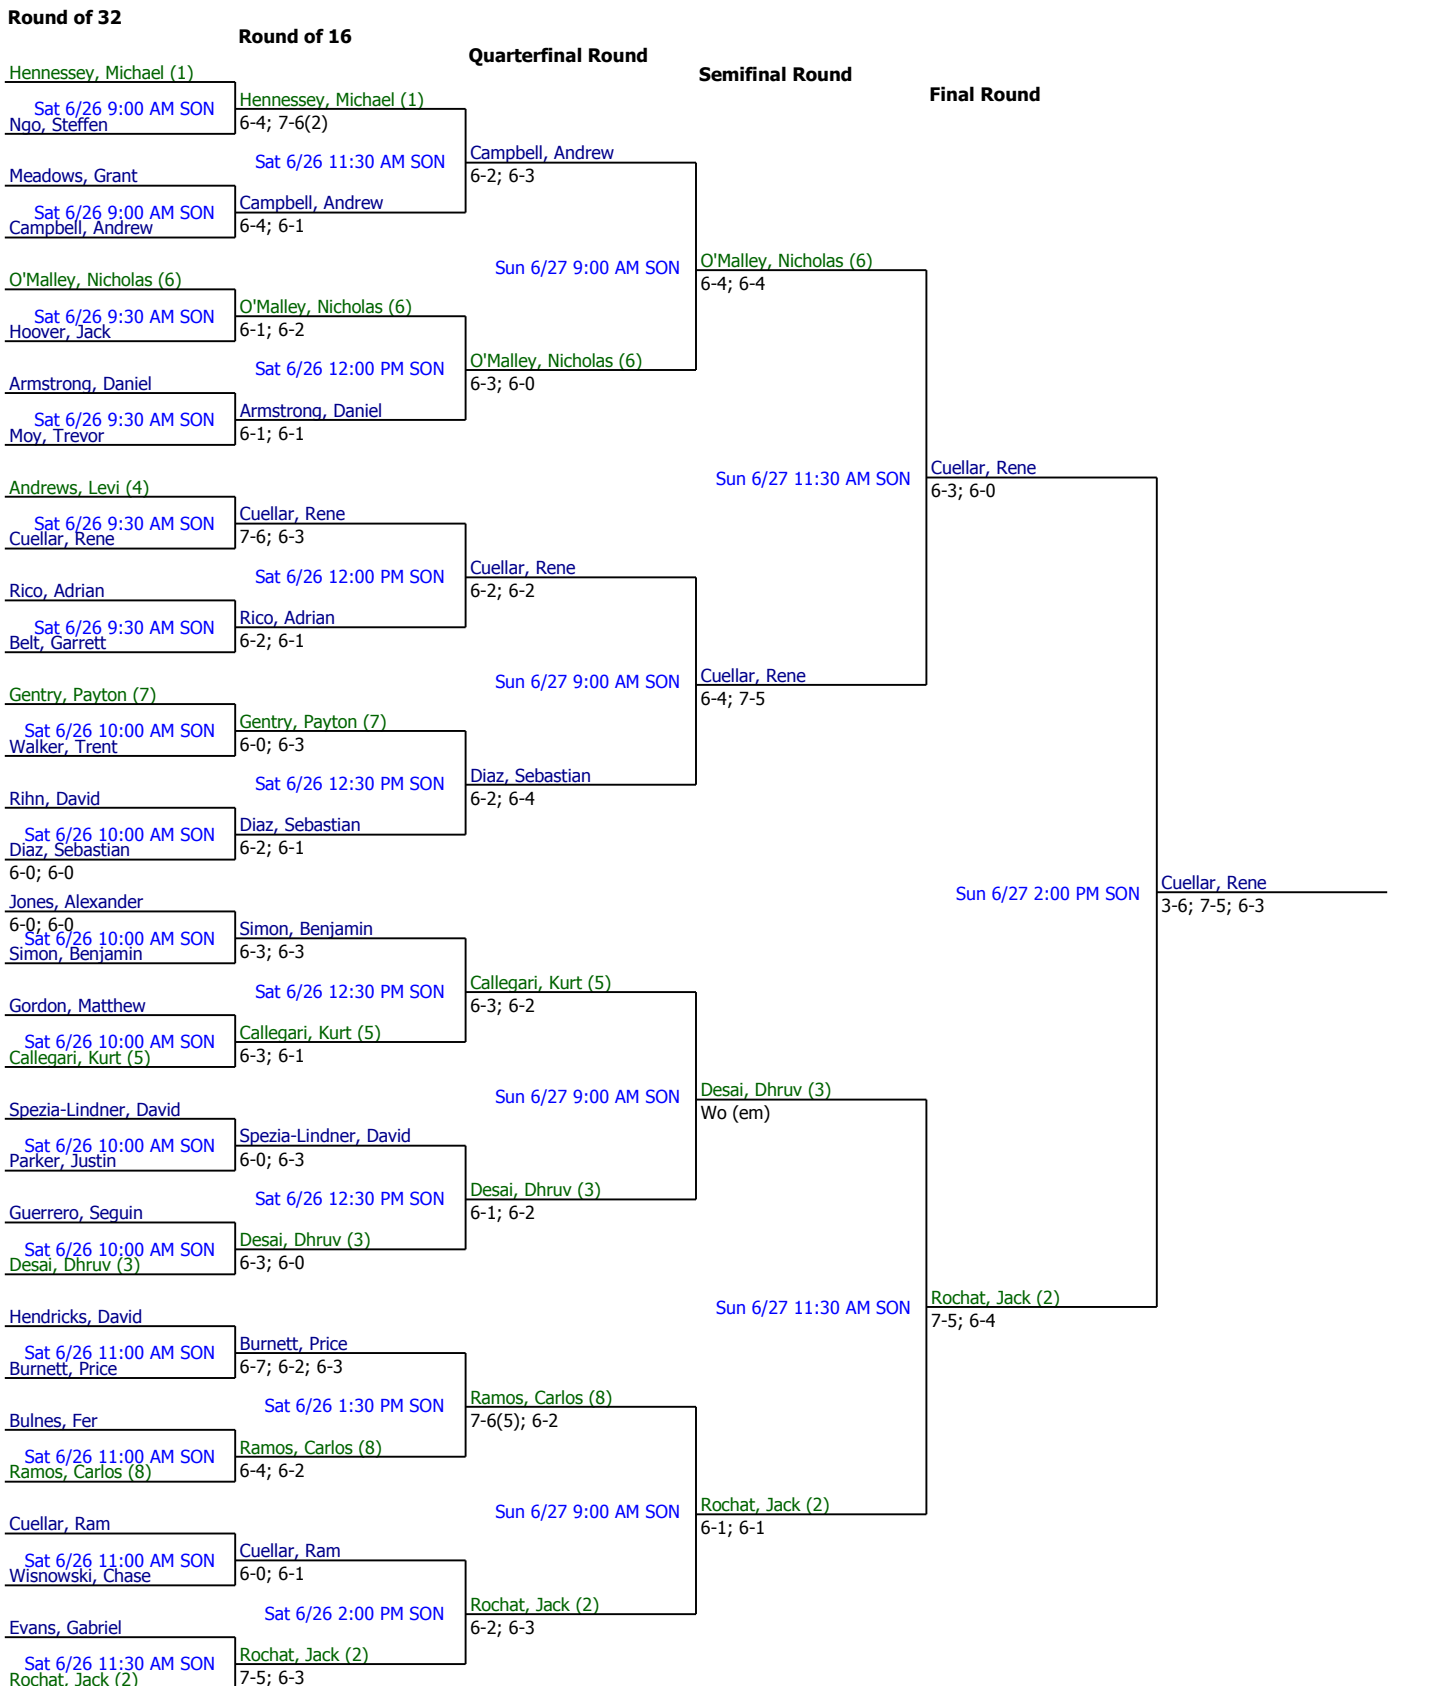 Round of 32
Round of 16
Quarterfinal Round
Semifinal Round
Final Round
Hennessey, Michael (1)
Sat 6/26 9:00 AM SON
Ngo, Steffen
Meadows, Grant
Sat 6/26 9:00 AM SON
Campbell, Andrew
O'Malley, Nicholas (6)
Sat 6/26 9:30 AM SON
Hoover, Jack
Armstrong, Daniel
Sat 6/26 9:30 AM SON
Moy, Trevor
Andrews, Levi (4)
Sat 6/26 9:30 AM SON
Cuellar, Rene
Rico, Adrian
Sat 6/26 9:30 AM SON
Belt, Garrett
Gentry, Payton (7)
Sat 6/26 10:00 AM SON
Walker, Trent
Rihn, David
Sat 6/26 10:00 AM SON
Diaz, Sebastian
6-0; 6-0
Jones, Alexander
6-0; 6-0
Sat 6/26 10:00 AM SON
Simon, Benjamin
Gordon, Matthew
Sat 6/26 10:00 AM SON
Callegari, Kurt (5)
Spezia-Lindner, David
Sat 6/26 10:00 AM SON
Parker, Justin
Guerrero, Seguin
Sat 6/26 10:00 AM SON
Desai, Dhruv (3)
Hendricks, David
Sat 6/26 11:00 AM SON
Burnett, Price
Bulnes, Fer
Sat 6/26 11:00 AM SON
Ramos, Carlos (8)
Cuellar, Ram
Sat 6/26 11:00 AM SON
Wisnowski, Chase
Evans, Gabriel
Sat 6/26 11:30 AM SON
Rochat, Jack (2)
Hennessey, Michael (1)
6-4; 7-6(2)
Sat 6/26 11:30 AM SON
Campbell, Andrew
6-4; 6-1
O'Malley, Nicholas (6)
6-1; 6-2
Sat 6/26 12:00 PM SON
Armstrong, Daniel
6-1; 6-1
Cuellar, Rene
7-6; 6-3
Sat 6/26 12:00 PM SON
Rico, Adrian
6-2; 6-1
Gentry, Payton (7)
6-0; 6-3
Sat 6/26 12:30 PM SON
Diaz, Sebastian
6-2; 6-1
Simon, Benjamin
6-3; 6-3
Sat 6/26 12:30 PM SON
Callegari, Kurt (5)
6-3; 6-1
Spezia-Lindner, David
6-0; 6-3
Sat 6/26 12:30 PM SON
Desai, Dhruv (3)
6-3; 6-0
Burnett, Price
6-7; 6-2; 6-3
Sat 6/26 1:30 PM SON
Ramos, Carlos (8)
6-4; 6-2
Cuellar, Ram
6-0; 6-1
Sat 6/26 2:00 PM SON
Rochat, Jack (2)
7-5; 6-3
Campbell, Andrew
6-2; 6-3
Sun 6/27 9:00 AM SON
O'Malley, Nicholas (6)
6-3; 6-0
Cuellar, Rene
6-2; 6-2
Sun 6/27 9:00 AM SON
Diaz, Sebastian
6-2; 6-4
Callegari, Kurt (5)
6-3; 6-2
Sun 6/27 9:00 AM SON
Desai, Dhruv (3)
6-1; 6-2
Ramos, Carlos (8)
7-6(5); 6-2
Sun 6/27 9:00 AM SON
Rochat, Jack (2)
6-2; 6-3
O'Malley, Nicholas (6)
6-4; 6-4
Sun 6/27 11:30 AM SON
Cuellar, Rene
6-4; 7-5
Desai, Dhruv (3)
Wo (em)
Sun 6/27 11:30 AM SON
Rochat, Jack (2)
6-1; 6-1
Cuellar, Rene
6-3; 6-0
Sun 6/27 2:00 PM SON
Rochat, Jack (2)
7-5; 6-4
Cuellar, Rene
3-6; 7-5; 6-3